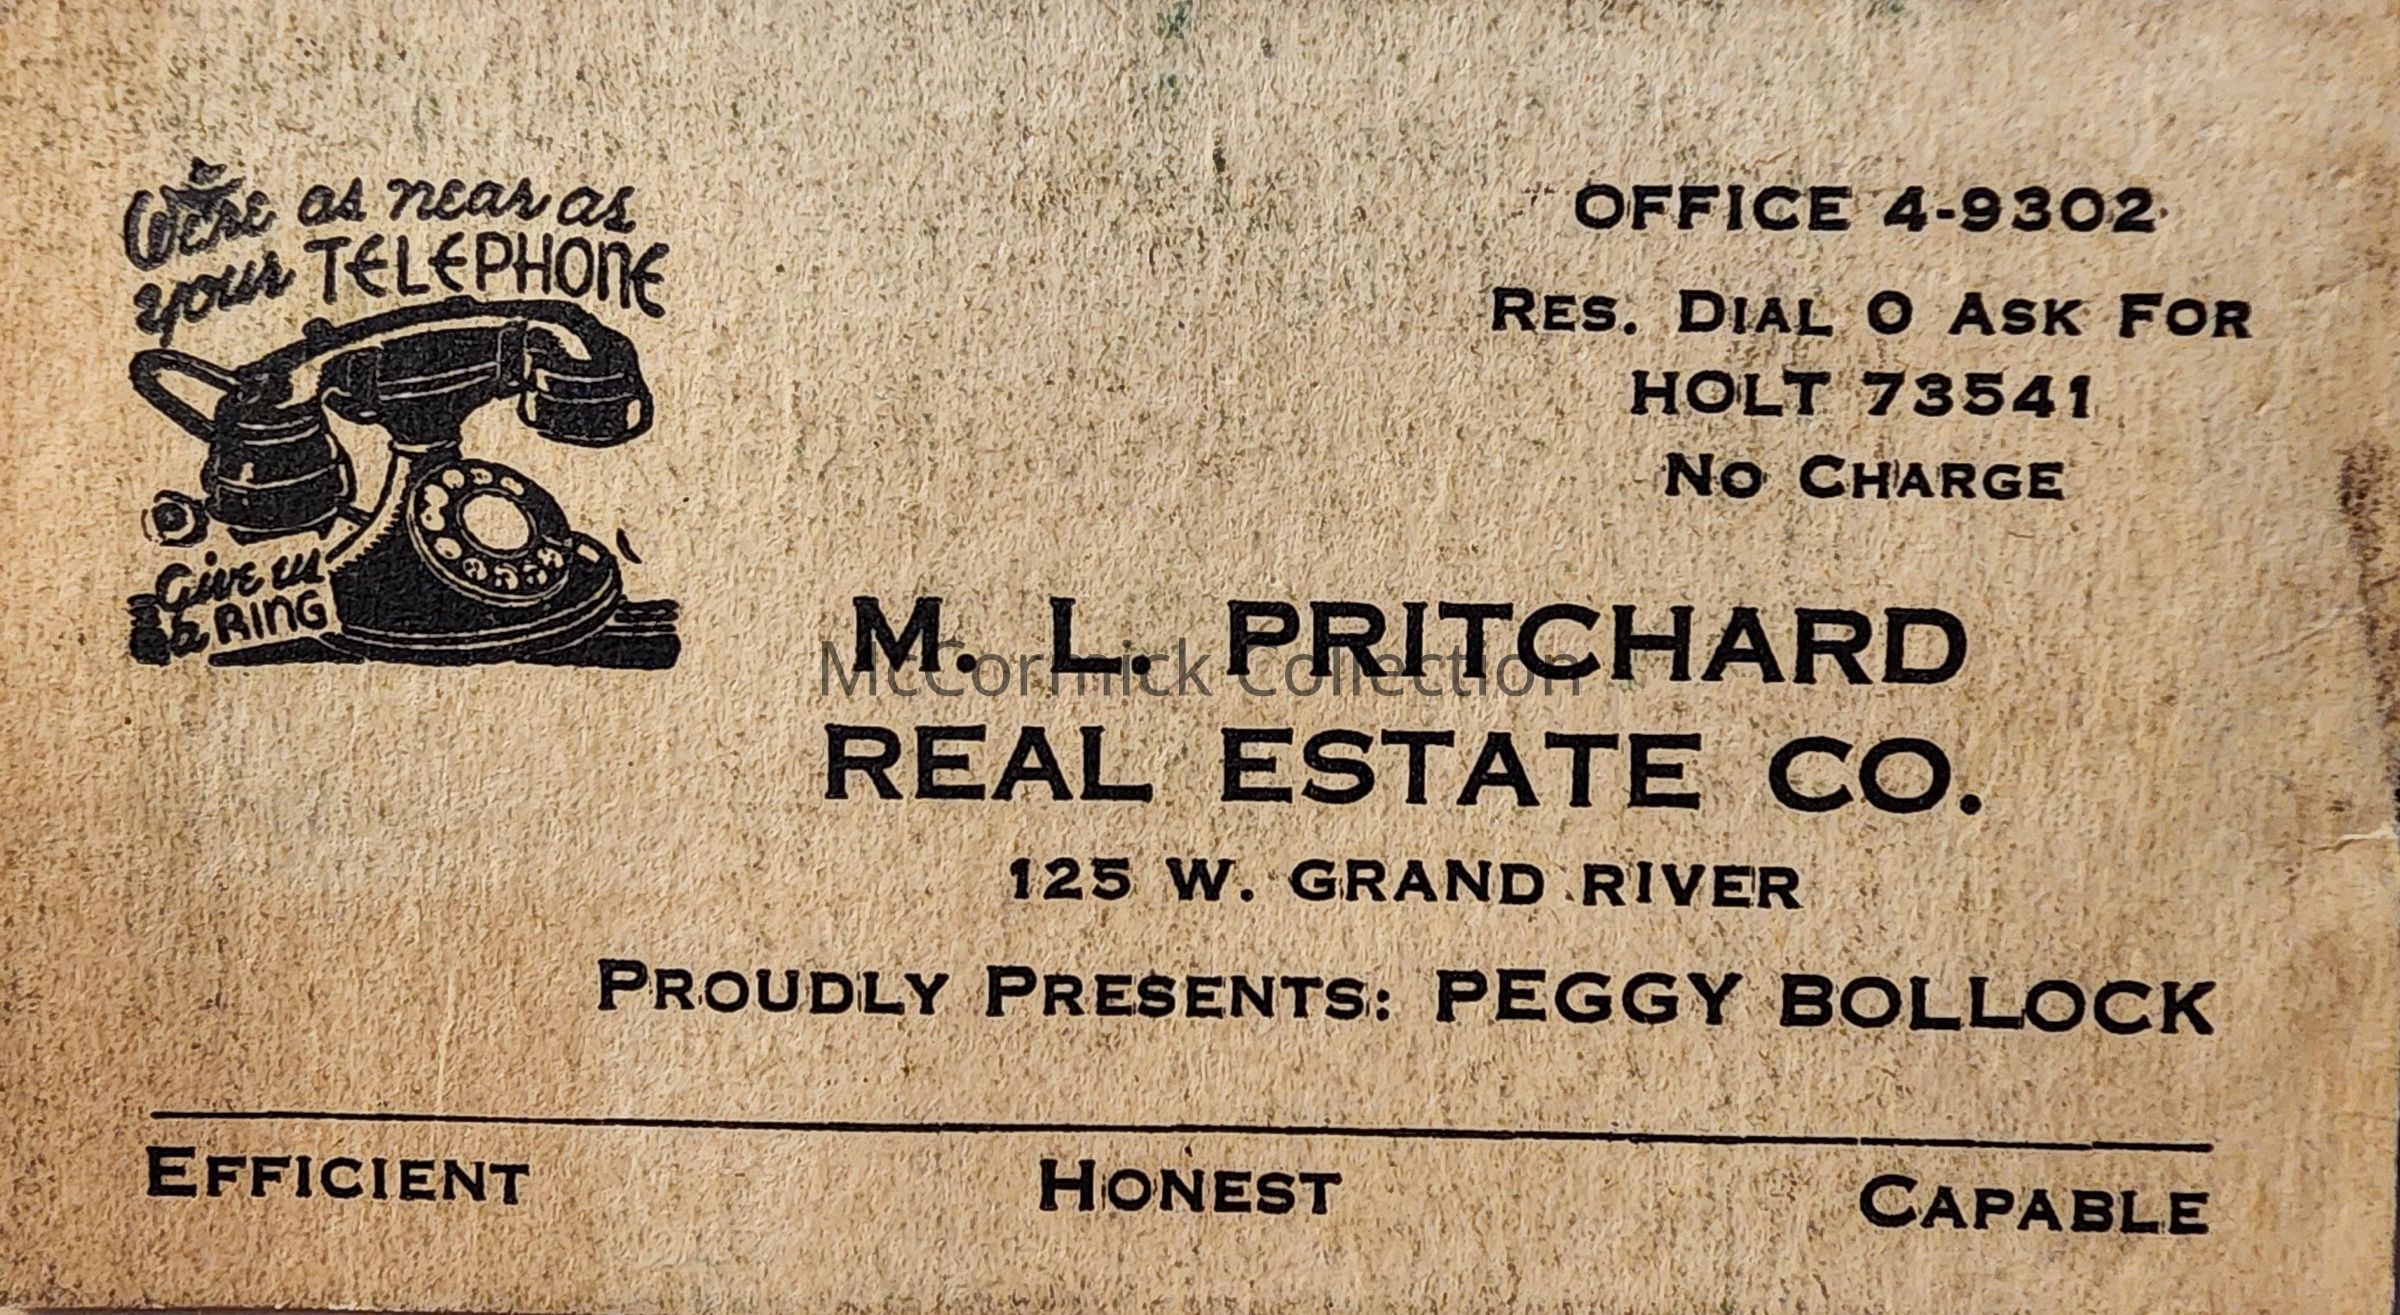 We're as near as
your TELEPHONE
Give us
a RING
OFFICE 4-9302
RES. DIAL O ASK FOR
HOLT 73541
NO CHARGE
M. L. PRITCHARD
REAL ESTATE CO.
McCormick Collection
125 W. GRAND RIVER
PROUDLY PRESENTS: PEGGY BOLLOCK
EFFICIENT HONEST CAPABLE